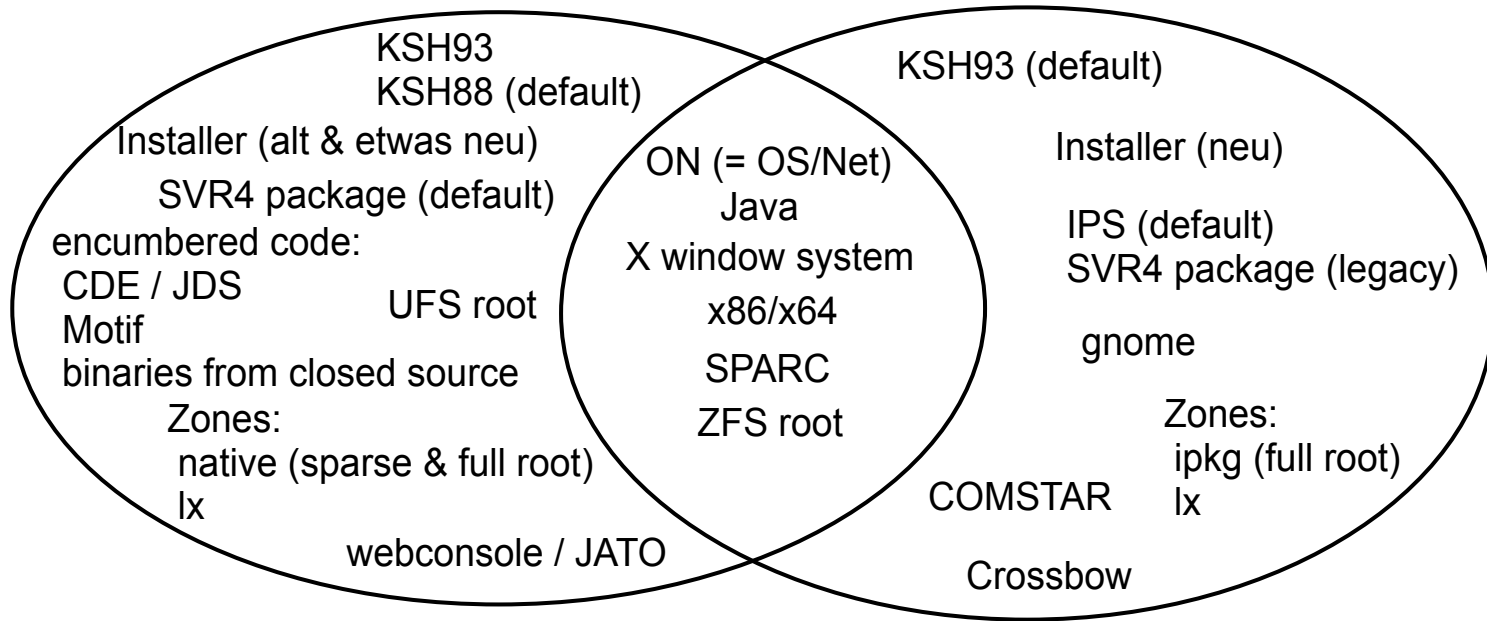 KSH93
KSH88 (default)
Installer (alt & etwas neu)
SVR4 package (default)
encumbered code:
CDE / JDS
Motif
binaries from closed source
UFS root
Zones:
native (sparse & full root)
lx
webconsole / JATO
ON (= OS/Net)
Java
X window system
x86/x64
SPARC
ZFS root
KSH93 (default)
Installer (neu)
IPS (default)
SVR4 package (legacy)
gnome
Zones:
ipkg (full root)
lx
COMSTAR
Crossbow